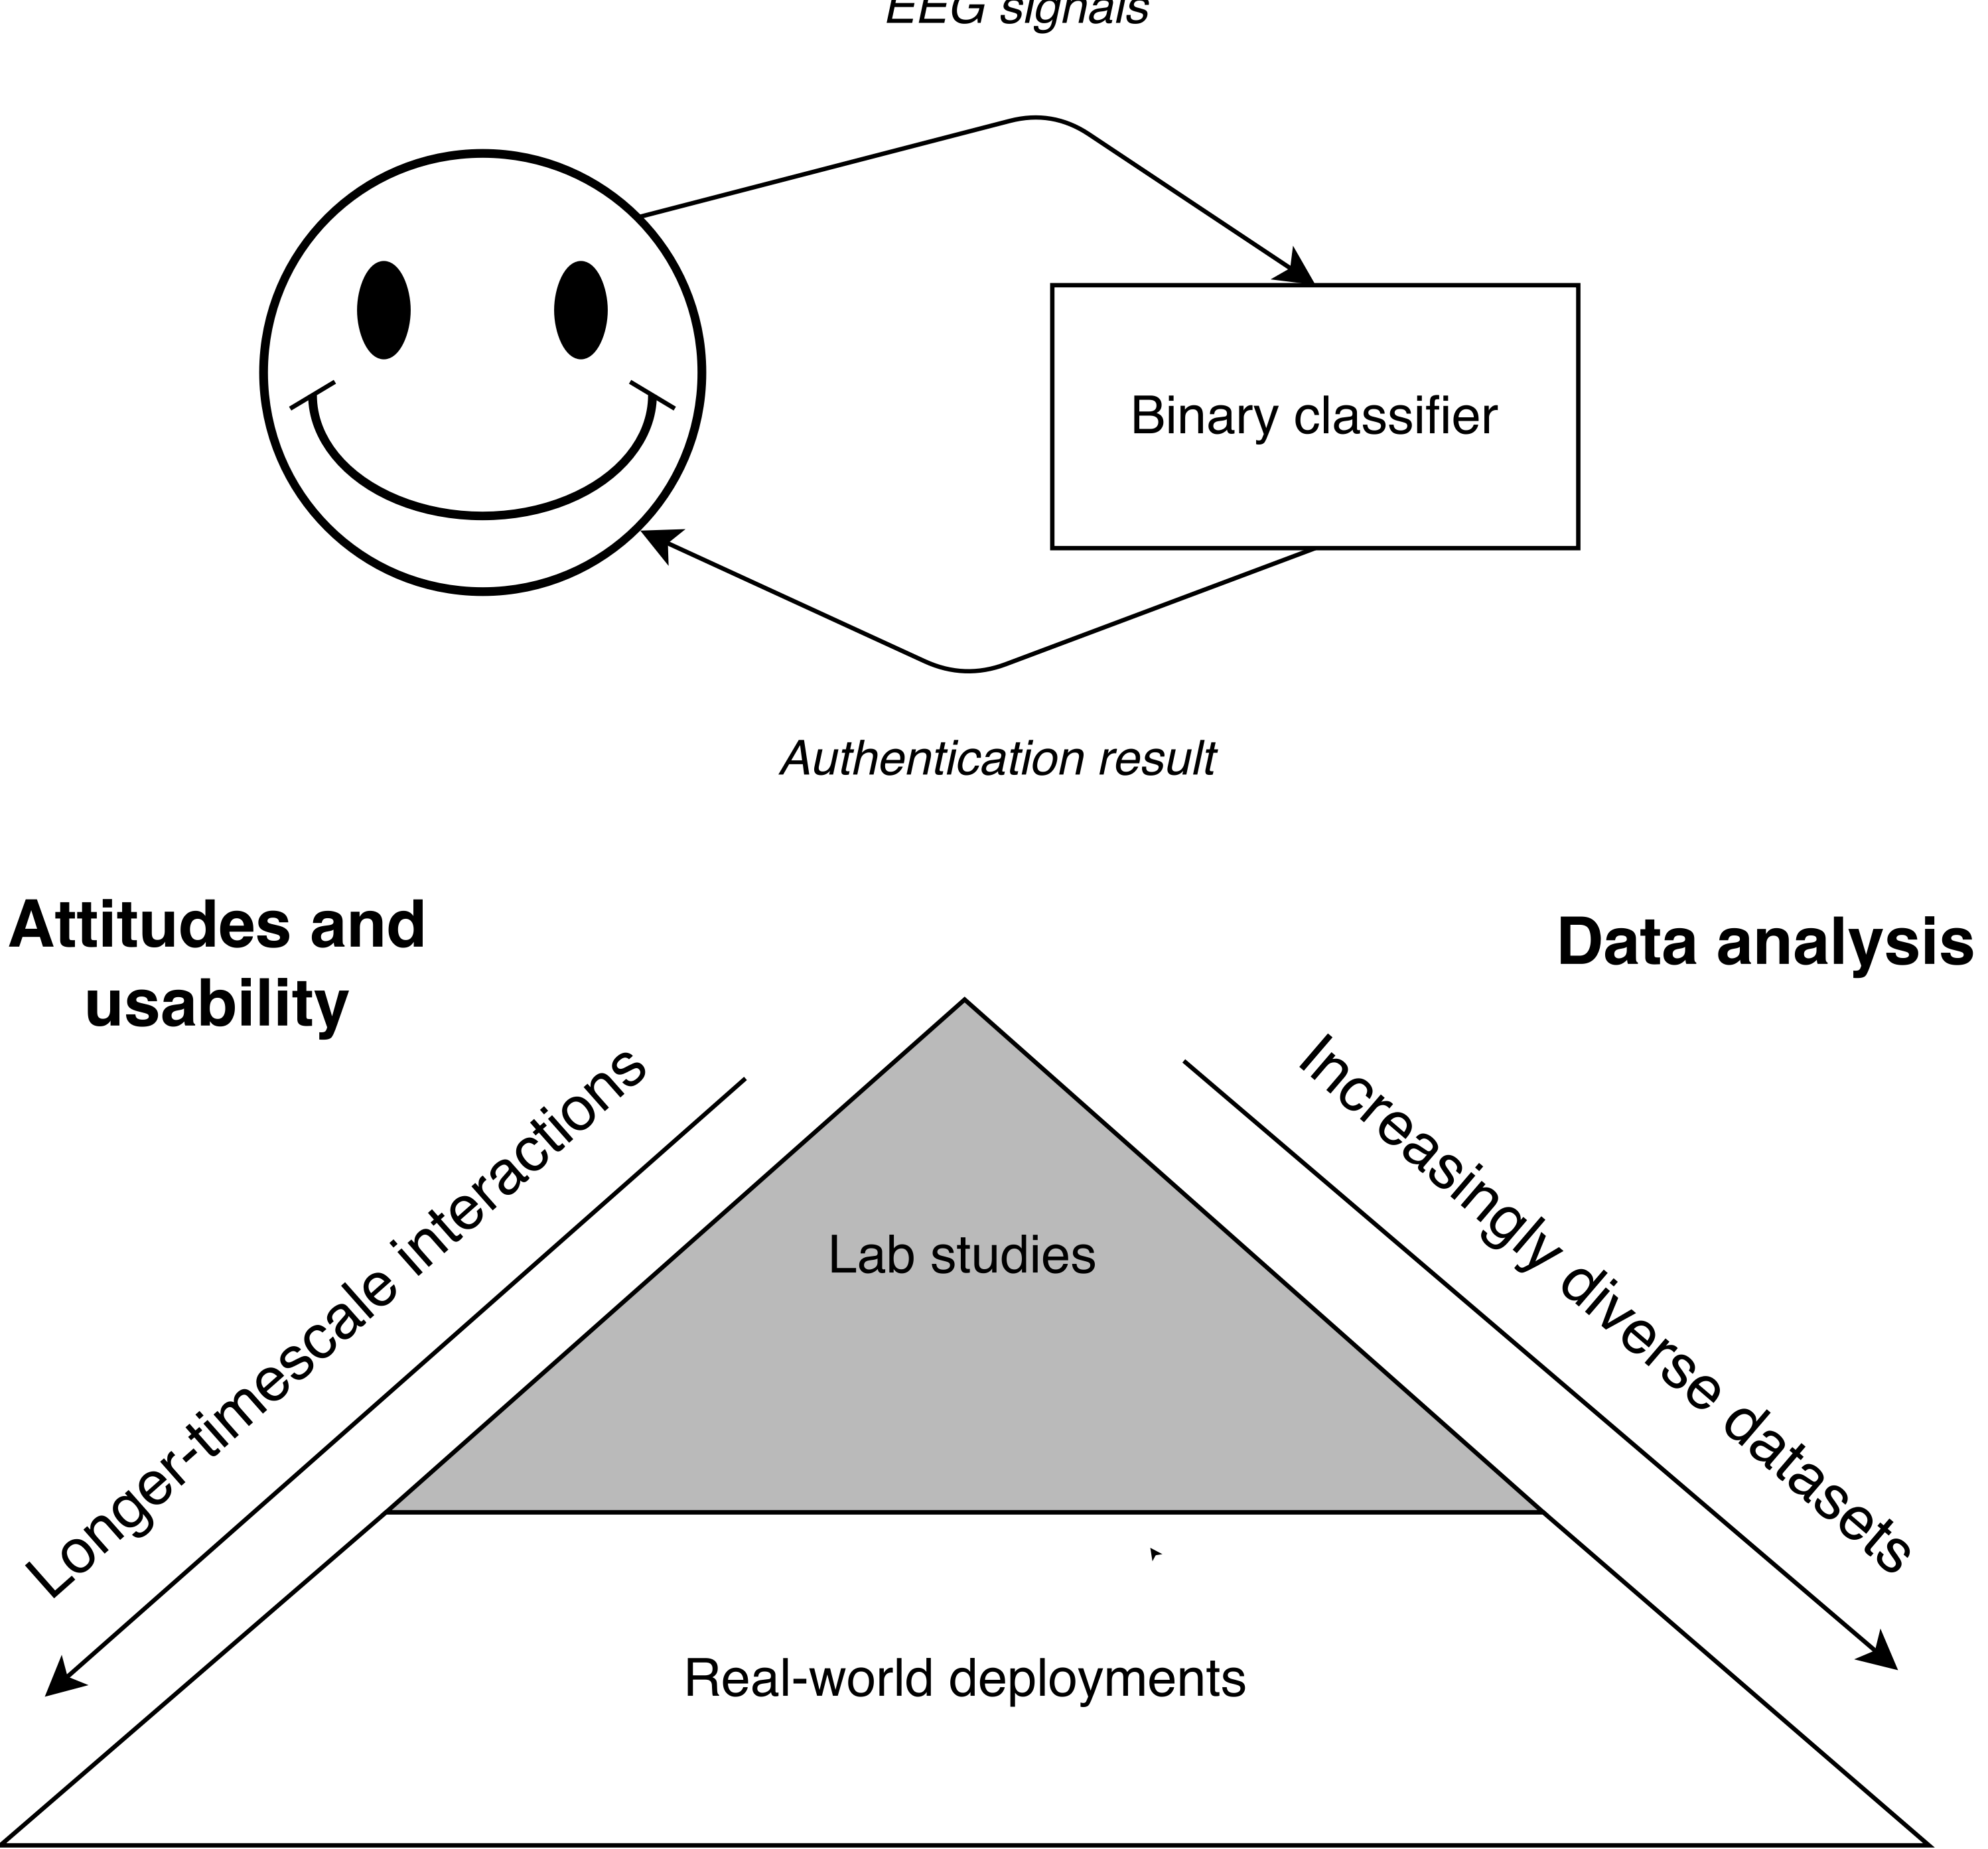 EEG signals
Binary classifier
Authentication result
Attitudes and
usability
Data analysis
Longer-timescale interactions
Increasingly diverse datasets
Lab studies
Real-world deployments